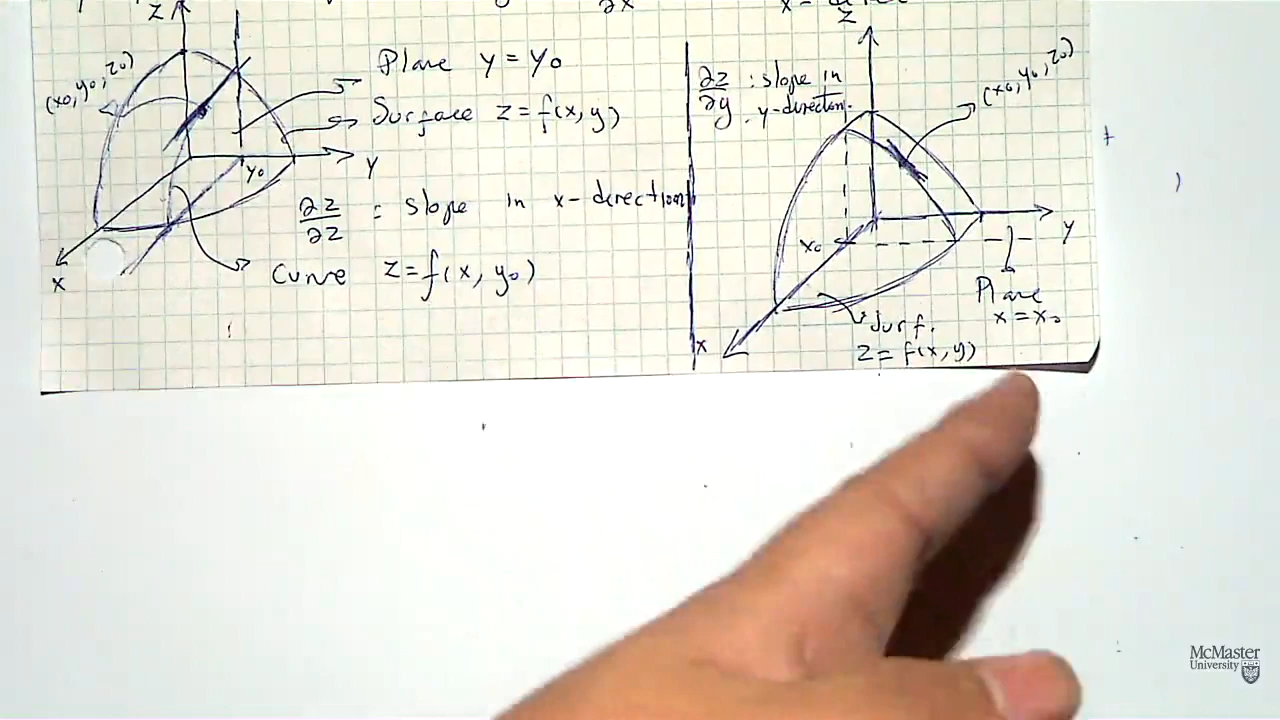 ∂x
z
(x0, y0, z0)
Plane y = y0
Surface z = f(x, y)
y0
y
∂z/∂z : slope in x-direction
x
Curve z = f(x, y0)
z
∂z/∂y : slope in
y-direction.
(x0, y0, z0)
x0
y
Plane
x = x0
Surf.
z = f(x, y)
x
McMaster
University